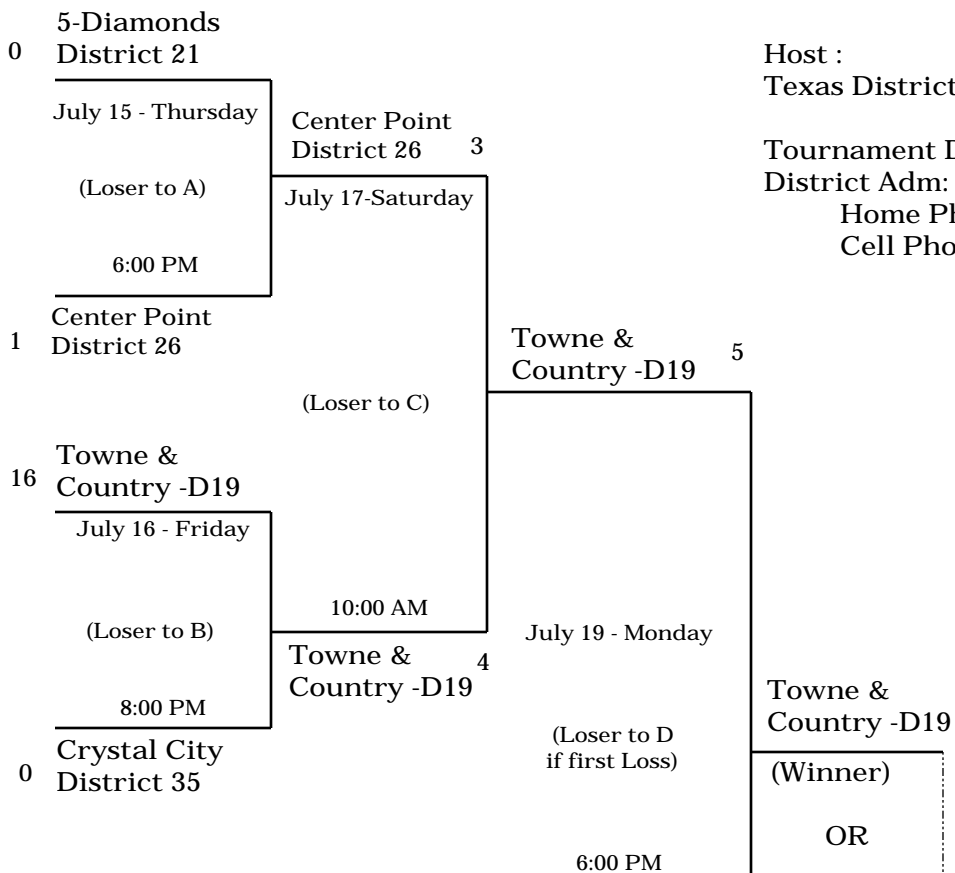 5-Diamonds
0 District 21
July 15 - Thursday
(Loser to A)
6:00 PM
Center Point
1 District 26
Center Point
District 26 3
July 17-Saturday
(Loser to C)
10:00 AM
Towne &
16 Country -D19
July 16 - Friday
(Loser to B)
8:00 PM
Crystal City
0 District 35
Towne & 4
Country -D19
Towne & 5
Country -D19
July 19 - Monday
(Loser to D
if first Loss)
6:00 PM
Towne &
Country -D19
(Winner)
OR
Host :
Texas District
Tournament D
District Adm:
Home Ph
Cell Pho